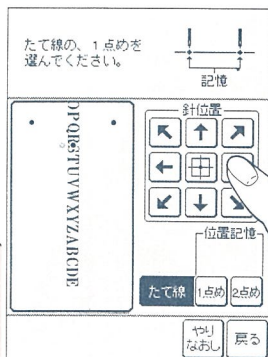 たて線の、1点めを
選んでください。
記憶
針位置
OPQRSTUVWXYZABCDE
位置記憶
たて線
1点め
2点め
やり
なおし
戻る